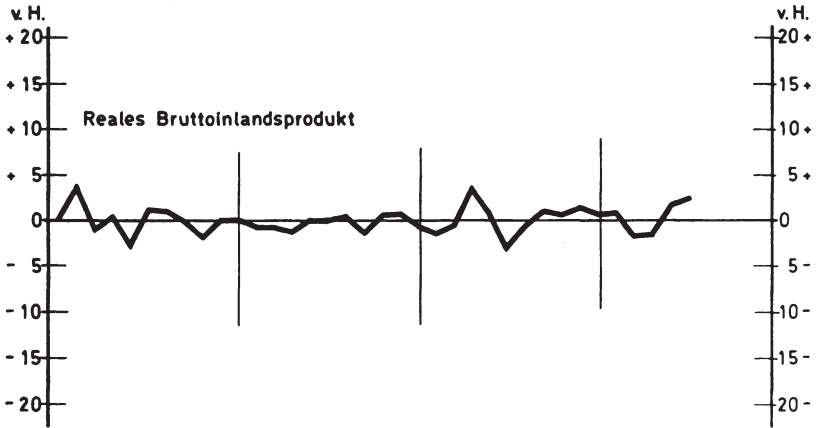 v. H. v. H.
+ 20 20 +
+ 15 15 +
+ 10 Reales Bruttoinlandsprodukt 10 +
+ 5 5 +
0 0
- 5 5 -
- 10 10 -
- 15 15 -
- 20 20 -